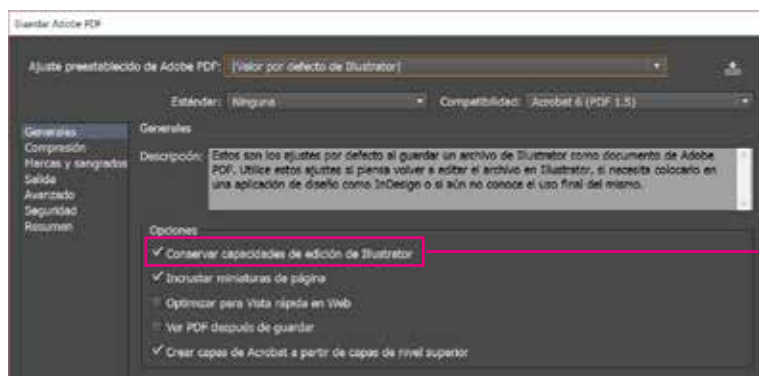 Guardar Adobe PDF
Ajuste preestablecido de Adobe PDF: [Valor por defecto de Illustrator]
Estándar: Ninguna Compatibilidad: Acrobat 6 (PDF 1.5)
Generales
Compresión
Marcas y sangrados
Salida
Avanzado
Seguridad
Resumen
Generales
Descripción: Estos son los ajustes por defecto al guardar un archivo de Illustrator como documento de Adobe
PDF. Utilice estos ajustes si piensa volver a editar el archivo en Illustrator, si necesita colocarlo en
una aplicación de diseño como InDesign o si aún no conoce el uso final del mismo.
Opciones
Conservar capacidades de edición de Illustrator
Incrustar miniaturas de página
Optimizar para Vista rápida en Web
Ver PDF después de guardar
Crear capas de Acrobat a partir de capas de nivel superior